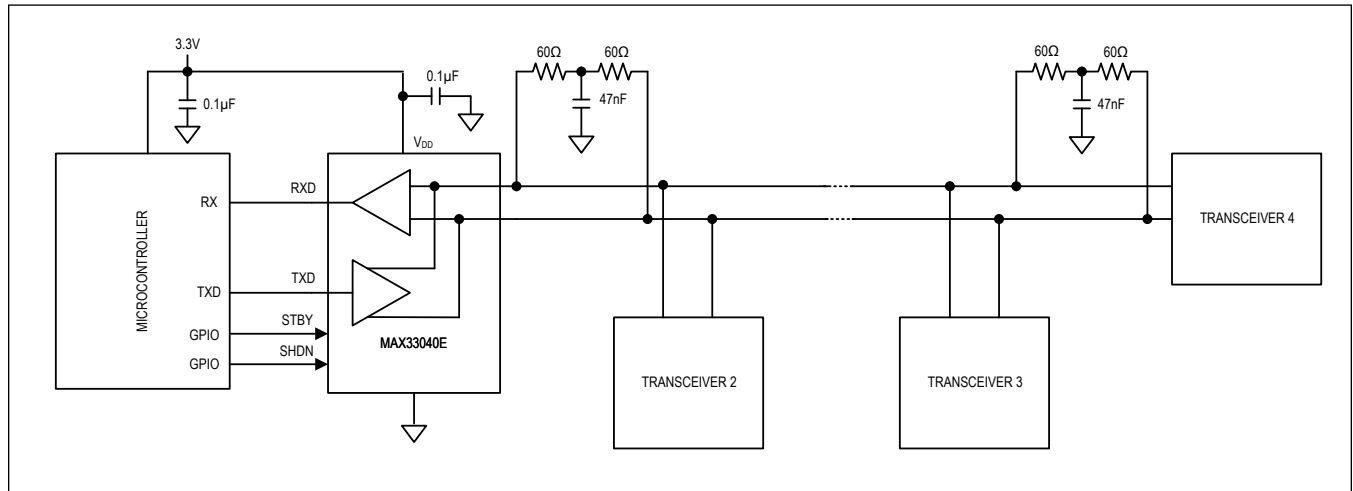 3.3V
0.1µF
0.1µF
V_DD
60Ω
60Ω
47nF
60Ω
60Ω
47nF
MICROCONTROLLER
RX
TXD
GPIO
GPIO
RXD
TXD
STBY
SHDN
MAX33040E
TRANSCEIVER 2
TRANSCEIVER 3
TRANSCEIVER 4